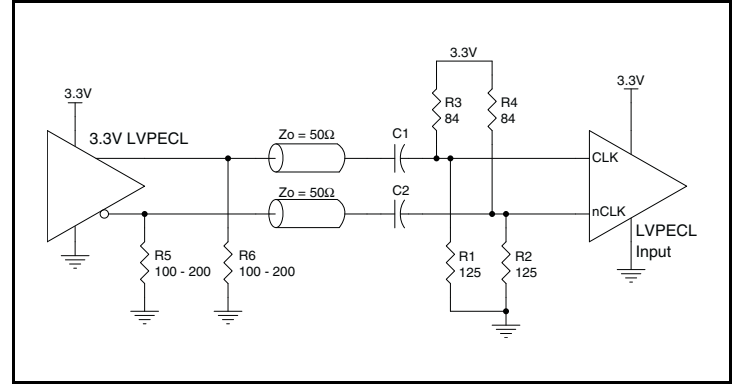 3.3V
3.3V
3.3V
R3
84
R4
84
3.3V LVPECL
Zo = 50Ω
C1
CLK
Zo = 50Ω
C2
nCLK
LVPECL
Input
R5
100 - 200
R6
100 - 200
R1
125
R2
125